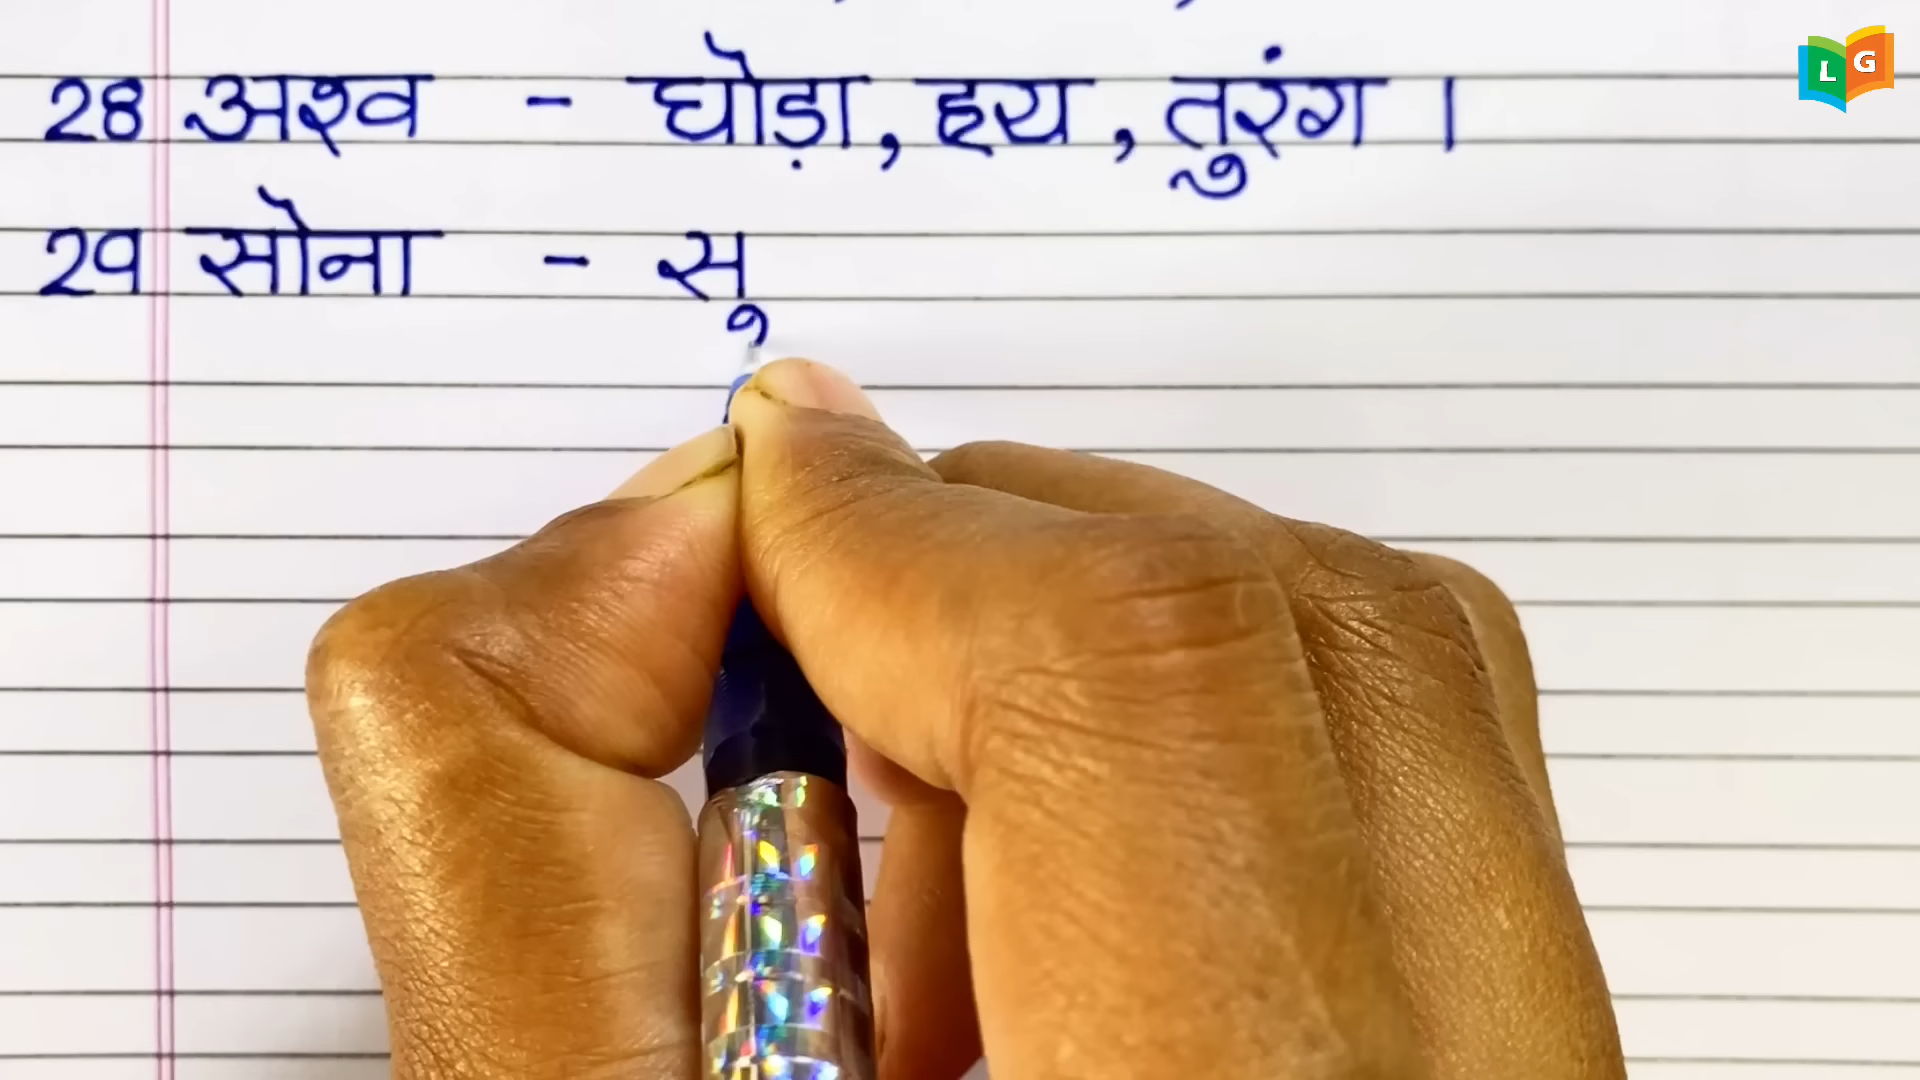 L G
28 अश्व - घोड़ा, हय, तुरंग ।
29 सोना - सु